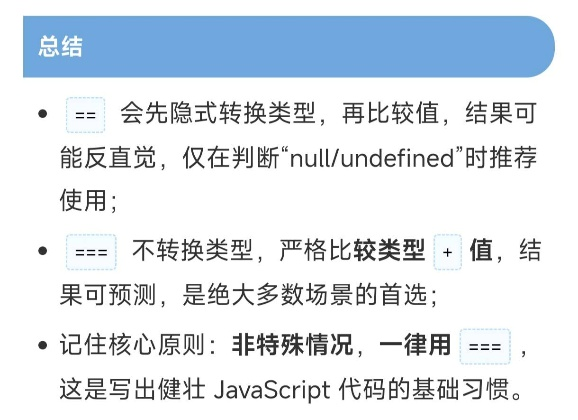 总结
== 会先隐式转换类型，再比较值，结果可
能反直觉，仅在判断“null/undefined”时推荐
使用；
=== 不转换类型，严格比较类型 + 值，结
果可预测，是绝大多数场景的首选；
记住核心原则：非特殊情况，一律用 === ，
这是写出健壮 JavaScript 代码的基础习惯。